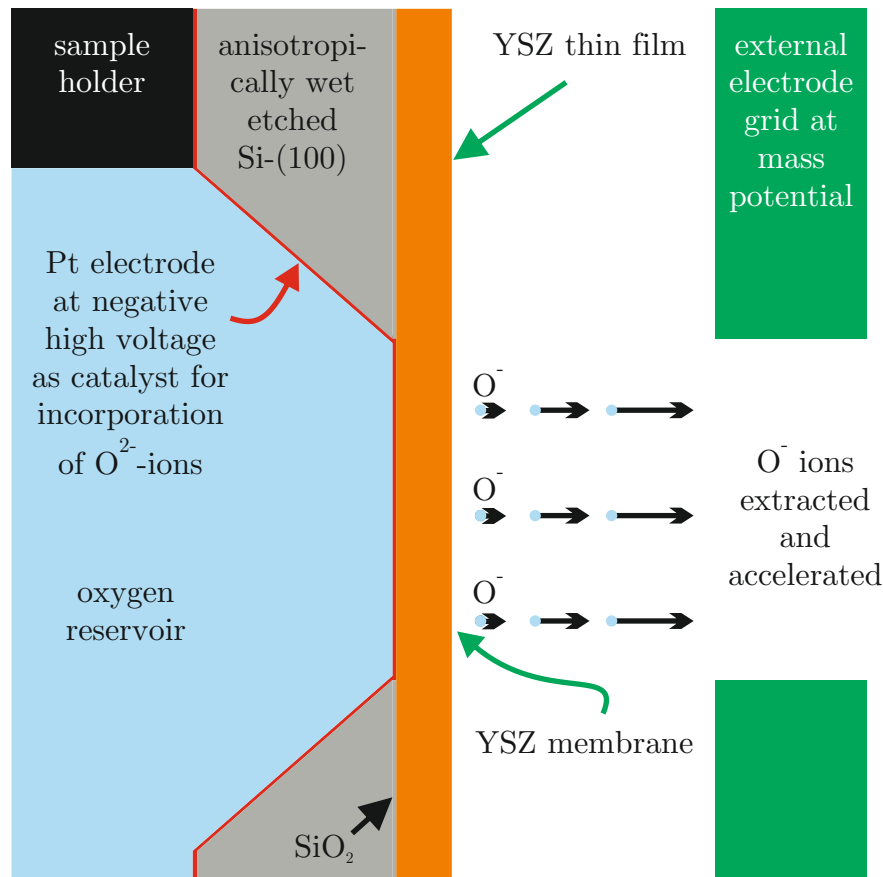 sample
holder
anisotropi-
cally wet
etched
Si-(100)
YSZ thin film
external
electrode
grid at
mass
potential
Pt electrode
at negative
high voltage
as catalyst for
incorporation
of O²⁻-ions
oxygen
reservoir
O⁻
O⁻
O⁻
O⁻ ions
extracted
and
accelerated
YSZ membrane
SiO₂